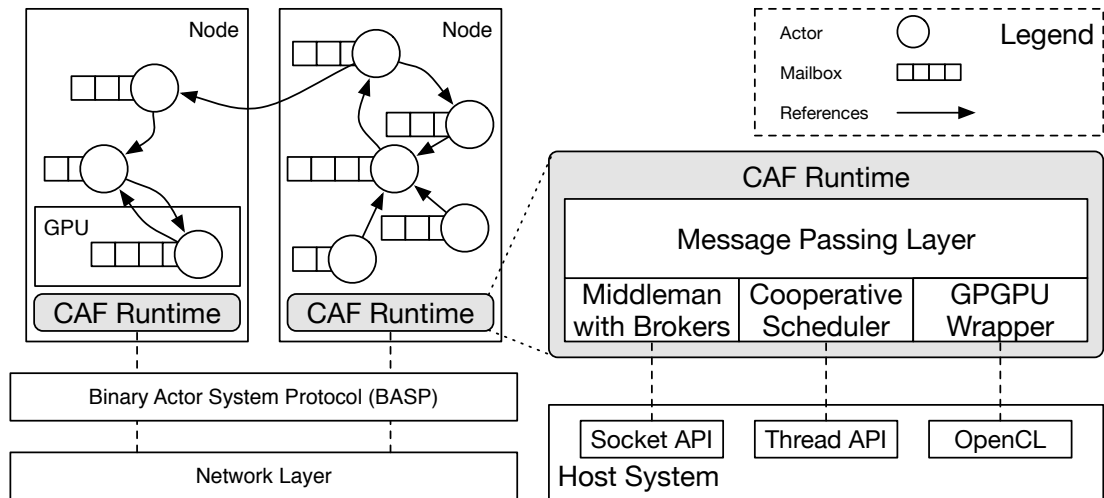 Node
GPU
CAF Runtime
Node
CAF Runtime
Binary Actor System Protocol (BASP)
Network Layer
Legend
Actor
Mailbox
References
CAF Runtime
Message Passing Layer
Middleman
with Brokers
Cooperative
Scheduler
GPGPU
Wrapper
Socket API
Thread API
OpenCL
Host System